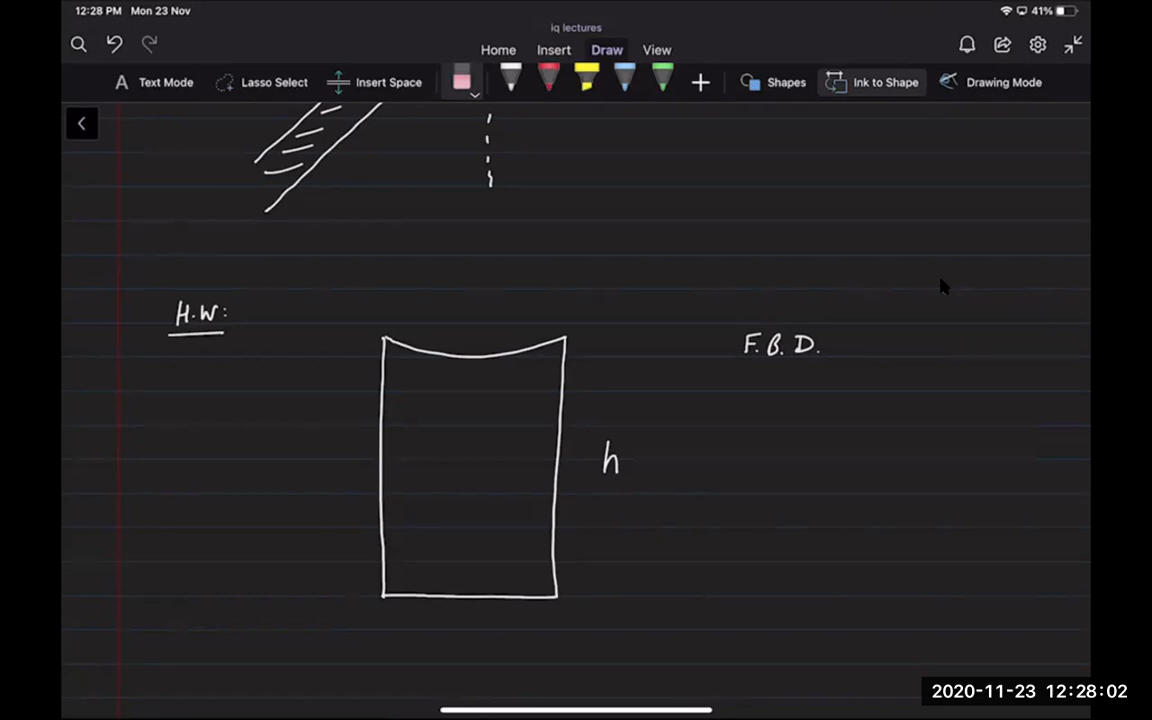 12:28 PM Mon 23 Nov
41%
iq lectures
Home Insert Draw View
Text Mode Lasso Select Insert Space Shapes Ink to Shape Drawing Mode
H.W:
F.B.D.
h
2020-11-23 12:28:02